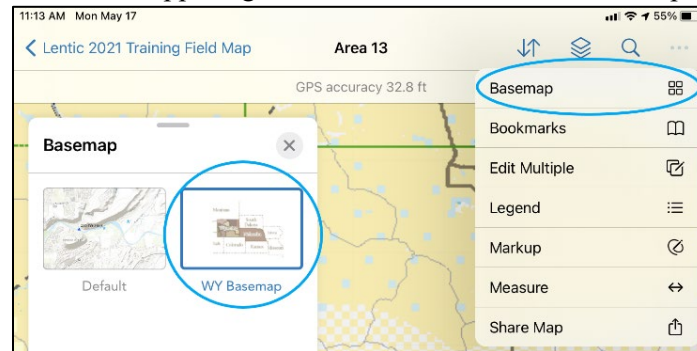 11:13 AM Mon May 17
55%
Lentic 2021 Training Field Map
Area 13
GPS accuracy 32.8 ft
Basemap
Default
WY Basemap
Basemap
Bookmarks
Edit Multiple
Legend
Markup
Measure
Share Map